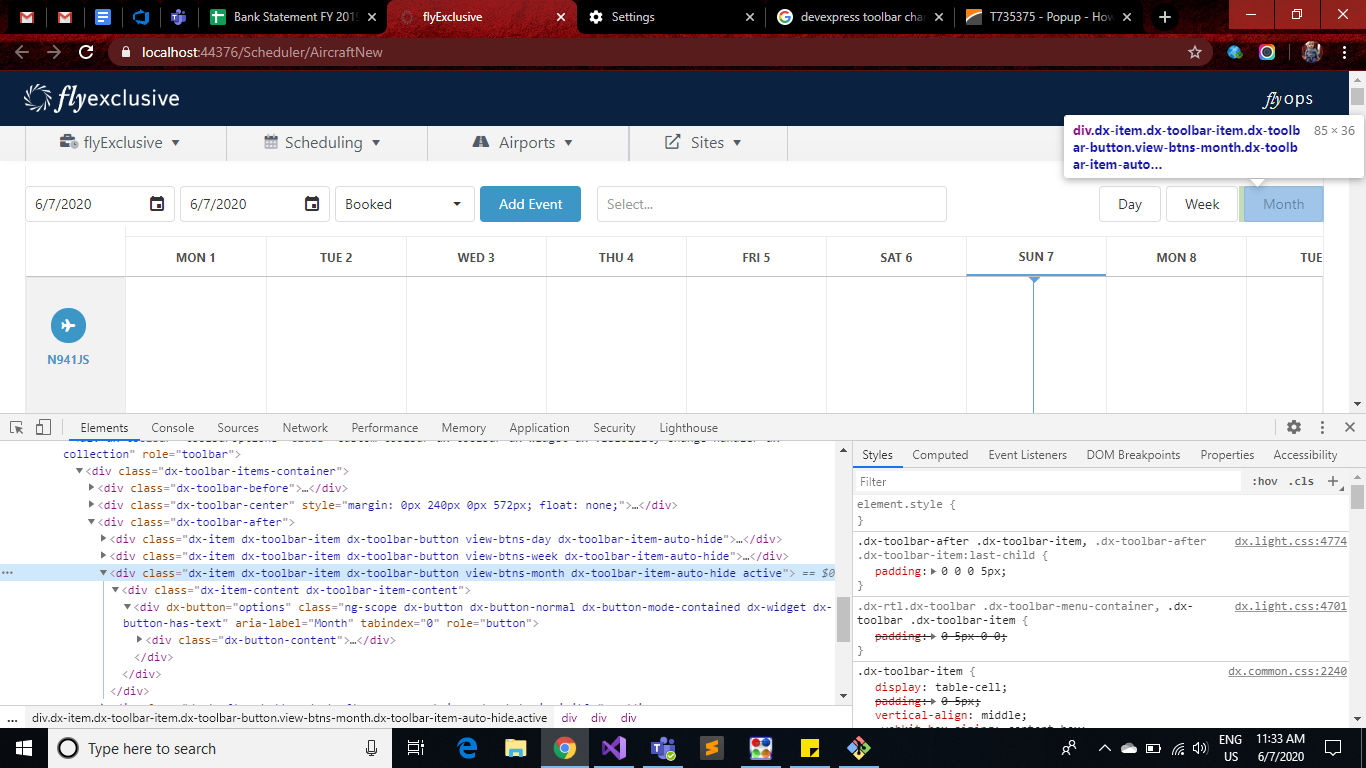 Bank Statement FY 2019
flyExclusive
Settings
devexpress toolbar cha
T735375 - Popup - How
localhost:44376/Scheduler/AircraftNew
flyexclusive
fly ops
flyExclusive
Scheduling
Airports
Sites
div.dx-item.dx-toolbar-item.dx-toolb
ar-button.view-btns-month.dx-toolb
ar-item-auto...
85 × 36
6/7/2020
6/7/2020
Booked
Add Event
Select...
Day
Week
Month
MON 1
TUE 2
WED 3
THU 4
FRI 5
SAT 6
SUN 7
MON 8
TUE
N941JS
Elements
Console
Sources
Network
Performance
Memory
Application
Security
Lighthouse
collection" role="toolbar">
<div class="dx-toolbar-items-container">
<div class="dx-toolbar-before">…</div>
<div class="dx-toolbar-center" style="margin: 0px 240px 0px 572px; float: none;">…</div>
<div class="dx-toolbar-after">
<div class="dx-item dx-toolbar-item dx-toolbar-button view-btns-day dx-toolbar-item-auto-hide">…</div>
<div class="dx-item dx-toolbar-item dx-toolbar-button view-btns-week dx-toolbar-item-auto-hide">…</div>
<div class="dx-item dx-toolbar-item dx-toolbar-button view-btns-month dx-toolbar-item-auto-hide active"> == $0
<div class="dx-item-content dx-toolbar-item-content">
<div dx-button="options" class="ng-scope dx-button dx-button-normal dx-button-mode-contained dx-widget dx-
button-has-text" aria-label="Month" tabindex="0" role="button">
<div class="dx-button-content">…</div>
</div>
</div>
</div>
... div.dx-item.dx-toolbar-item.dx-toolbar-button.view-btns-month.dx-toolbar-item-auto-hide.active div div div
Styles
Computed
Event Listeners
DOM Breakpoints
Properties
Accessibility
Filter
:hov .cls +
element.style {
}
.dx-toolbar-after .dx-toolbar-item, .dx-toolbar-after
.dx-toolbar-item:last-child {
dx.light.css:4774
padding: 0 0 0 5px;
}
.dx-rtl.dx-toolbar .dx-toolbar-menu-container, .dx-
toolbar .dx-toolbar-item {
dx.light.css:4701
padding: 0 5px 0 0;
}
.dx-toolbar-item {
dx.common.css:2240
display: table-cell;
padding: 0 5px;
vertical-align: middle;
Type here to search
ENG
US
11:33 AM
6/7/2020